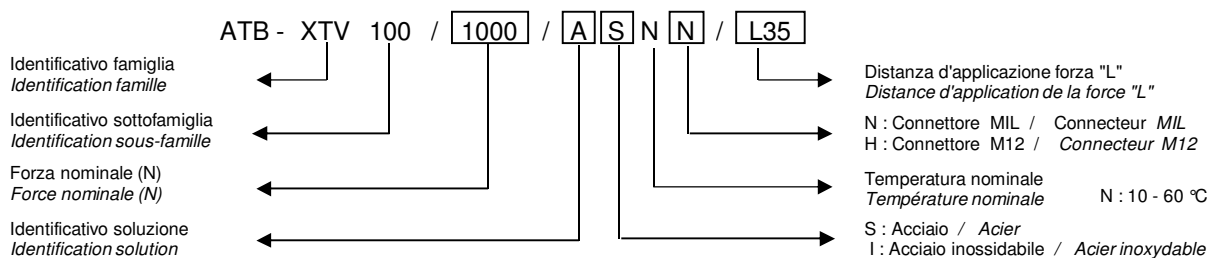 ATB - XTV 100 / 1000 / A S N N / L35
Identificativo famiglia
Identification famille
Identificativo sottofamiglia
Identification sous-famille
Forza nominale (N)
Force nominale (N)
Identificativo soluzione
Identification solution
Distanza d'applicazione forza "L"
Distance d'application de la force "L"
N : Connettore MIL / Connecteur MIL
H : Connettore M12 / Connecteur M12
Temperatura nominale
Température nominale N : 10 - 60 °C
S : Acciaio / Acier
I : Acciaio inossidabile / Acier inoxydable